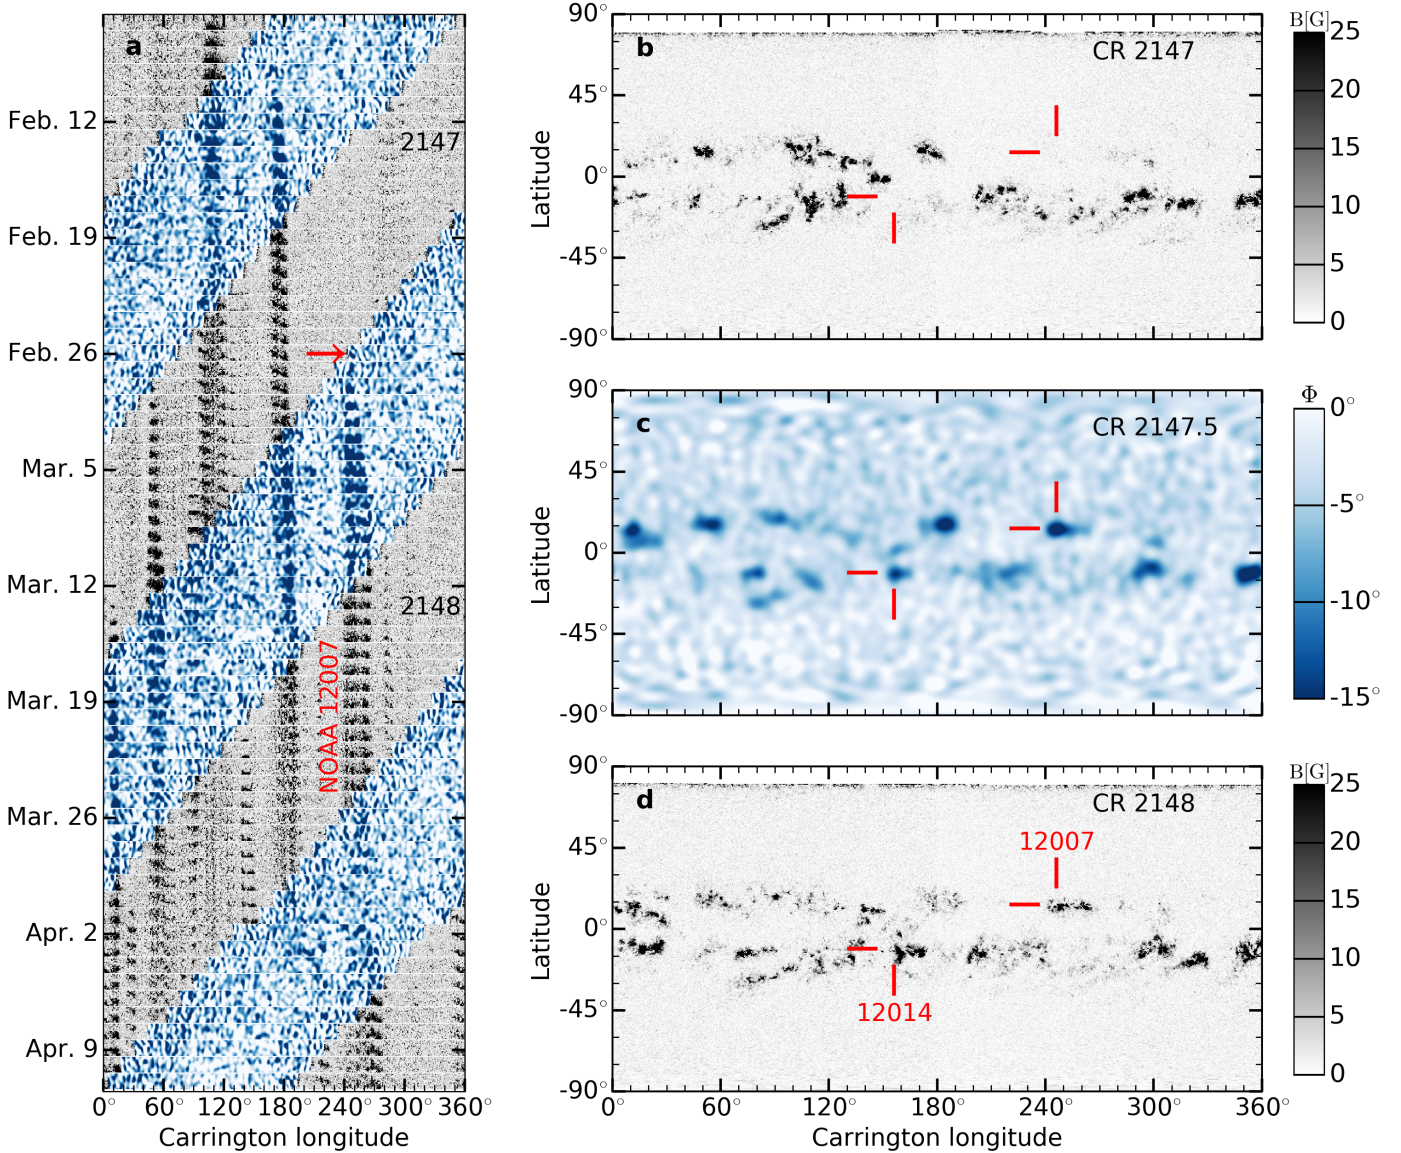 a
2147
2148
NOAA 12007
Feb. 12
Feb. 19
Feb. 26
Mar. 5
Mar. 12
Mar. 19
Mar. 26
Apr. 2
Apr. 9
0° 60° 120° 180° 240° 300° 360°
Carrington longitude
b
CR 2147
90°
45°
0°
-45°
-90°
Latitude
B[G]
25
20
15
10
5
0
c
CR 2147.5
90°
45°
0°
-45°
-90°
Latitude
Φ
0°
-5°
-10°
-15°
d
CR 2148
12007
12014
90°
45°
0°
-45°
-90°
Latitude
B[G]
25
20
15
10
5
0
0° 60° 120° 180° 240° 300° 360°
Carrington longitude